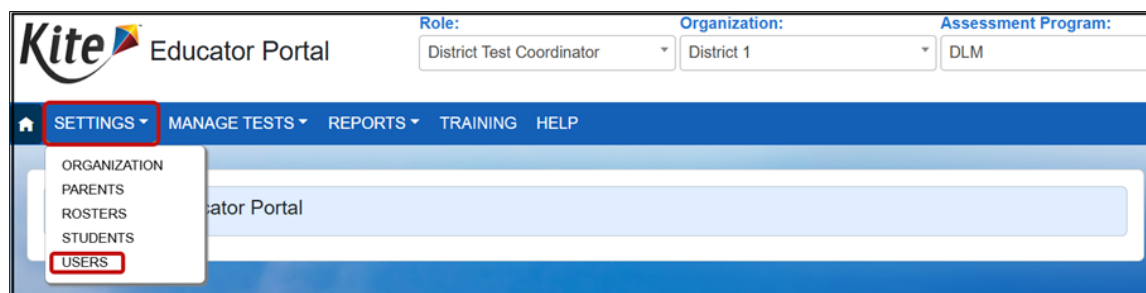 Kite Educator Portal
Role:
District Test Coordinator
Organization:
District 1
Assessment Program:
DLM
SETTINGS MANAGE TESTS REPORTS TRAINING HELP
ORGANIZATION
PARENTS
ROSTERS
STUDENTS
USERS
Portal